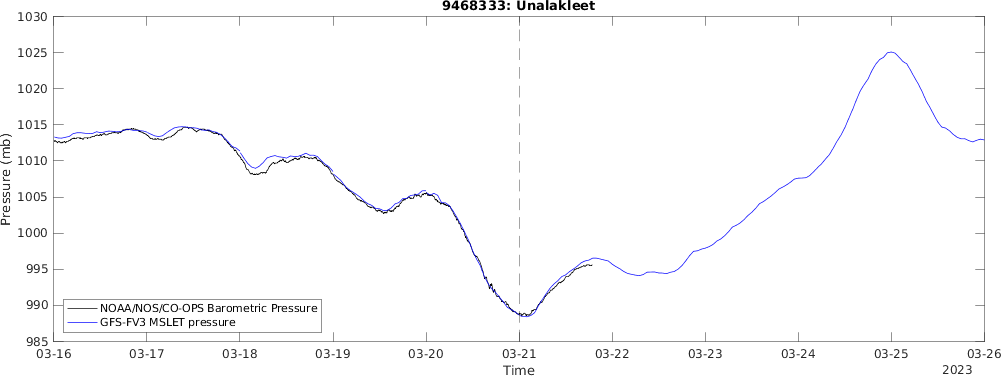 9468333: Unalakleet
Pressure (mb)
1030
1025
1020
1015
1010
1005
1000
995
990
985
NOAA/NOS/CO-OPS Barometric Pressure
GFS-FV3 MSLET pressure
03-16 03-17 03-18 03-19 03-20 03-21 03-22 03-23 03-24 03-25 03-26
Time
2023